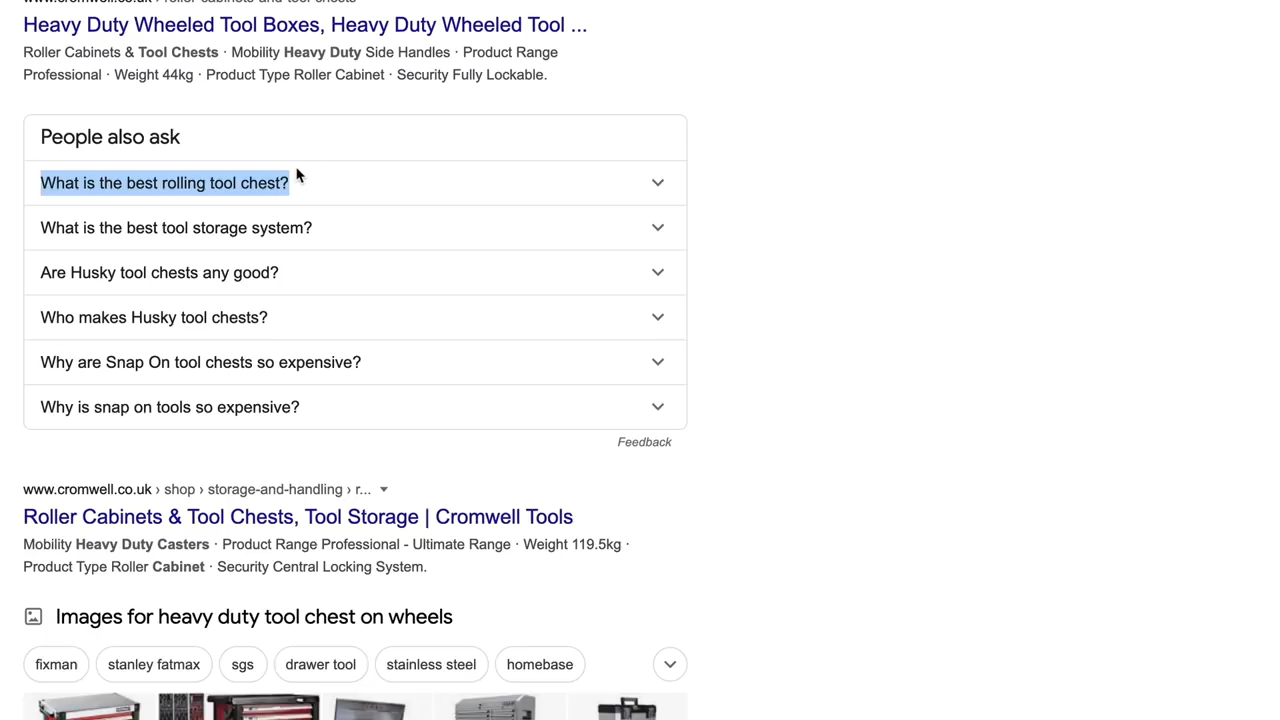 Heavy Duty Wheeled Tool Boxes, Heavy Duty Wheeled Tool ...
Roller Cabinets & Tool Chests · Mobility Heavy Duty Side Handles · Product Range
Professional · Weight 44kg · Product Type Roller Cabinet · Security Fully Lockable.
People also ask
What is the best rolling tool chest?
What is the best tool storage system?
Are Husky tool chests any good?
Who makes Husky tool chests?
Why are Snap On tool chests so expensive?
Why is snap on tools so expensive?
Feedback
www.cromwell.co.uk › shop › storage-and-handling › r...
Roller Cabinets & Tool Chests, Tool Storage | Cromwell Tools
Mobility Heavy Duty Casters · Product Range Professional - Ultimate Range · Weight 119.5kg ·
Product Type Roller Cabinet · Security Central Locking System.
Images for heavy duty tool chest on wheels
fixman stanley fatmax sgs drawer tool stainless steel homebase